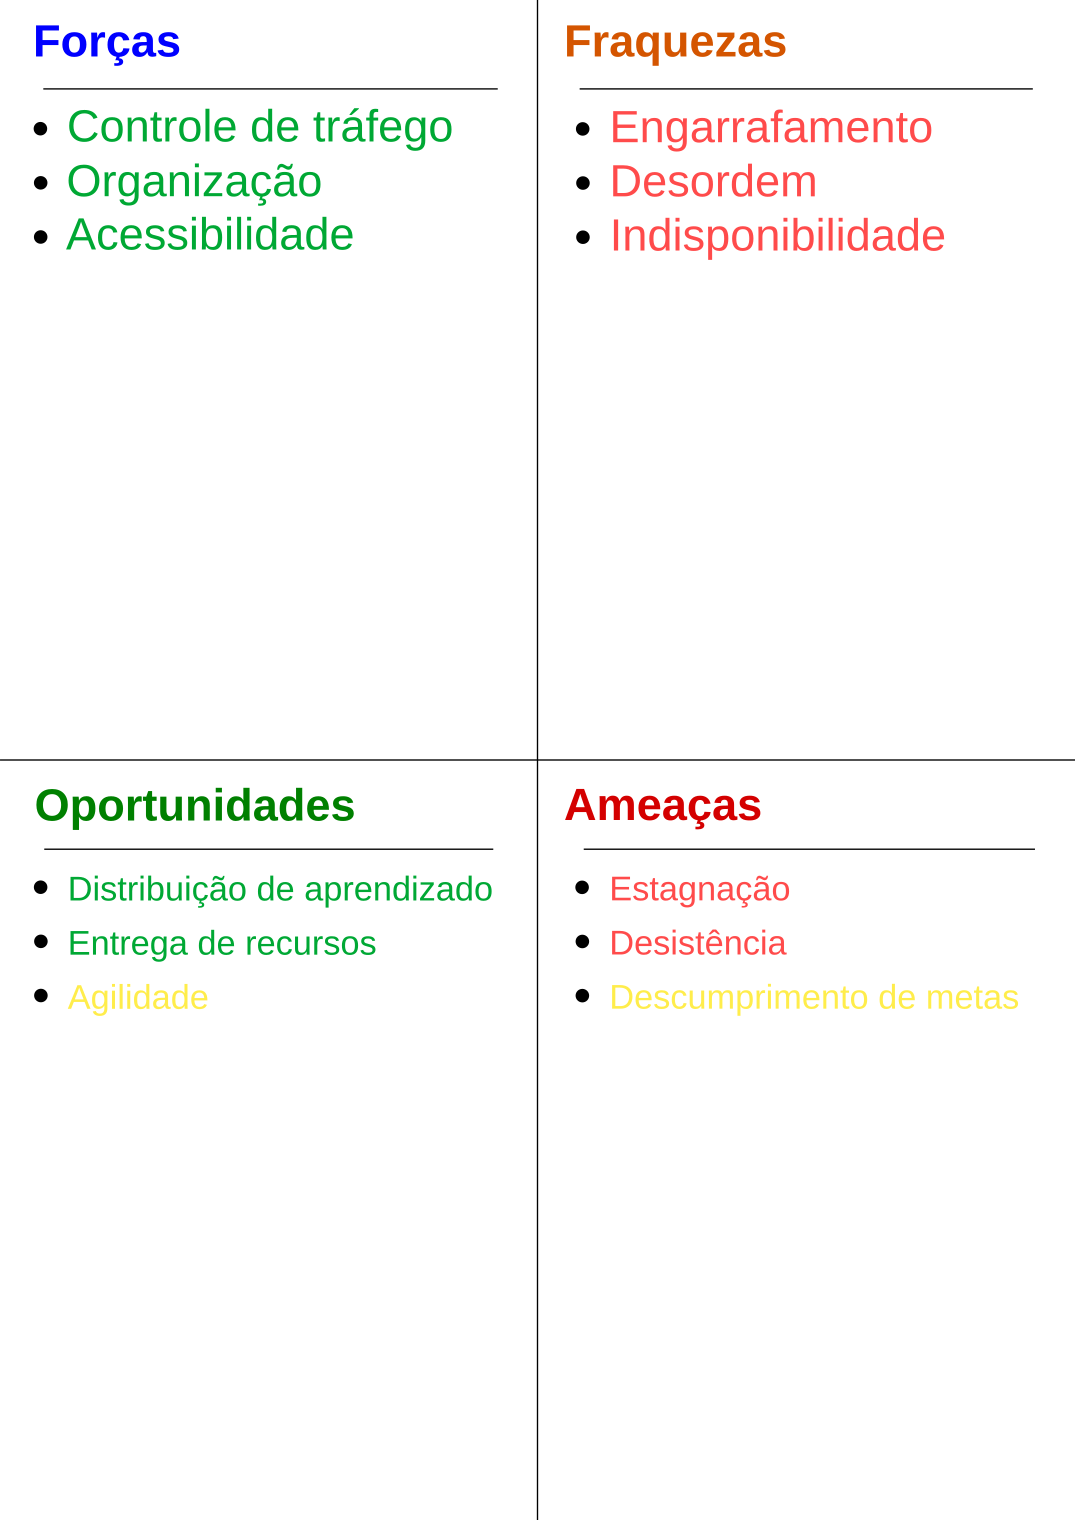 Forças
Controle de tráfego
Organização
Acessibilidade
Fraquezas
Engarrafamento
Desordem
Indisponibilidade
Oportunidades
Distribuição de aprendizado
Entrega de recursos
Agilidade
Ameaças
Estagnação
Desistência
Descumprimento de metas